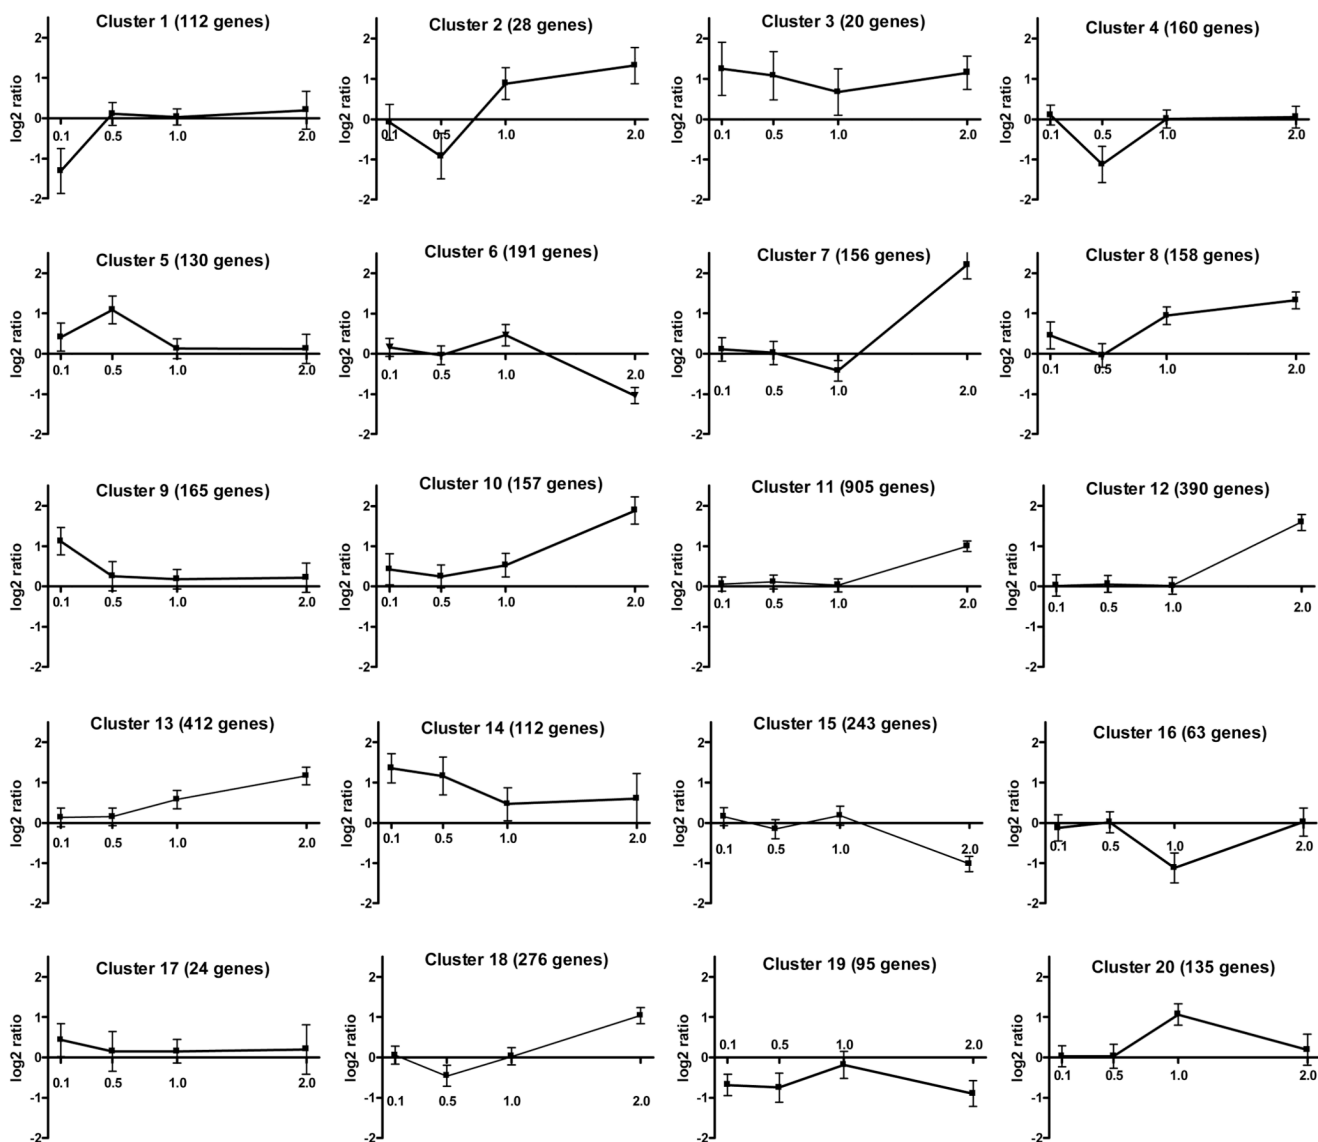 Cluster 1 (112 genes)
log2 ratio
2
1
0
-1
-2
0.1 0.5 1.0 2.0
Cluster 2 (28 genes)
log2 ratio
2
1
0
-1
-2
0.1 0.5 1.0 2.0
Cluster 3 (20 genes)
log2 ratio
2
1
0
-1
-2
0.1 0.5 1.0 2.0
Cluster 4 (160 genes)
log2 ratio
2
1
0
-1
-2
0.1 0.5 1.0 2.0
Cluster 5 (130 genes)
log2 ratio
2
1
0
-1
-2
0.1 0.5 1.0 2.0
Cluster 6 (191 genes)
log2 ratio
2
1
0
-1
-2
0.1 0.5 1.0 2.0
Cluster 7 (156 genes)
log2 ratio
2
1
0
-1
-2
0.1 0.5 1.0 2.0
Cluster 8 (158 genes)
log2 ratio
2
1
0
-1
-2
0.1 0.5 1.0 2.0
Cluster 9 (165 genes)
log2 ratio
2
1
0
-1
-2
0.1 0.5 1.0 2.0
Cluster 10 (157 genes)
log2 ratio
2
1
0
-1
-2
0.1 0.5 1.0 2.0
Cluster 11 (905 genes)
log2 ratio
2
1
0
-1
-2
0.1 0.5 1.0 2.0
Cluster 12 (390 genes)
log2 ratio
2
1
0
-1
-2
0.1 0.5 1.0 2.0
Cluster 13 (412 genes)
log2 ratio
2
1
0
-1
-2
0.1 0.5 1.0 2.0
Cluster 14 (112 genes)
log2 ratio
2
1
0
-1
-2
0.1 0.5 1.0 2.0
Cluster 15 (243 genes)
log2 ratio
2
1
0
-1
-2
0.1 0.5 1.0 2.0
Cluster 16 (63 genes)
log2 ratio
2
1
0
-1
-2
0.1 0.5 1.0 2.0
Cluster 17 (24 genes)
log2 ratio
2
1
0
-1
-2
0.1 0.5 1.0 2.0
Cluster 18 (276 genes)
log2 ratio
2
1
0
-1
-2
0.1 0.5 1.0 2.0
Cluster 19 (95 genes)
log2 ratio
2
1
0
-1
-2
0.1 0.5 1.0 2.0
Cluster 20 (135 genes)
log2 ratio
2
1
0
-1
-2
0.1 0.5 1.0 2.0